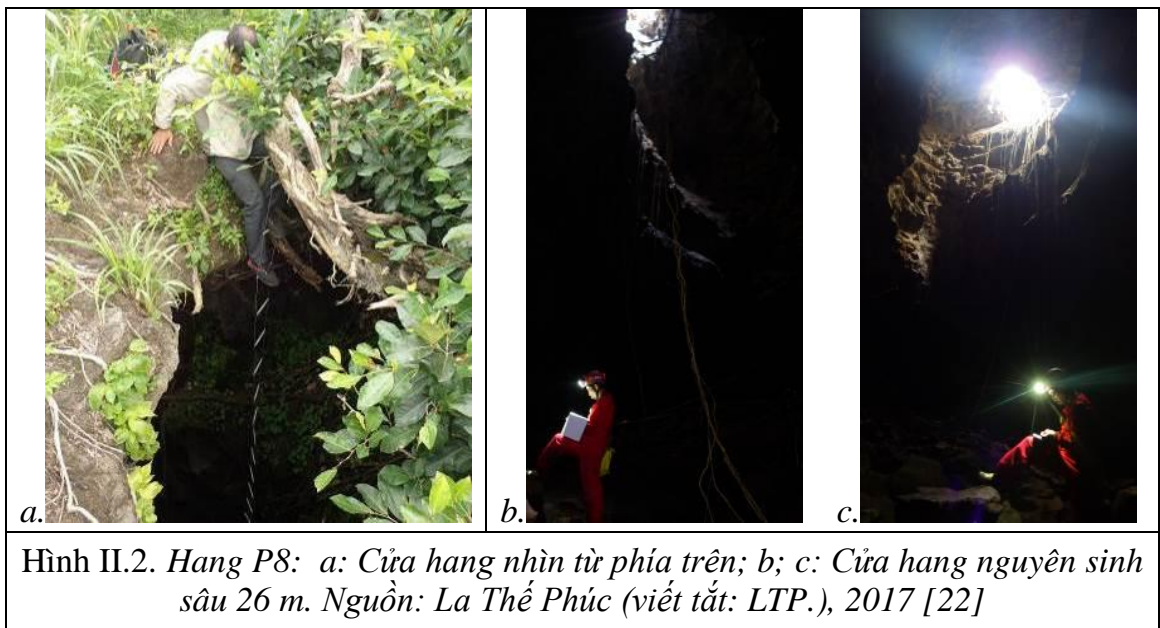 a.
b.
c.
Hình II.2. Hang P8: a: Cửa hang nhìn từ phía trên; b; c: Cửa hang nguyên sinh
sâu 26 m. Nguồn: La Thế Phúc (viết tắt: LTP.), 2017 [22]